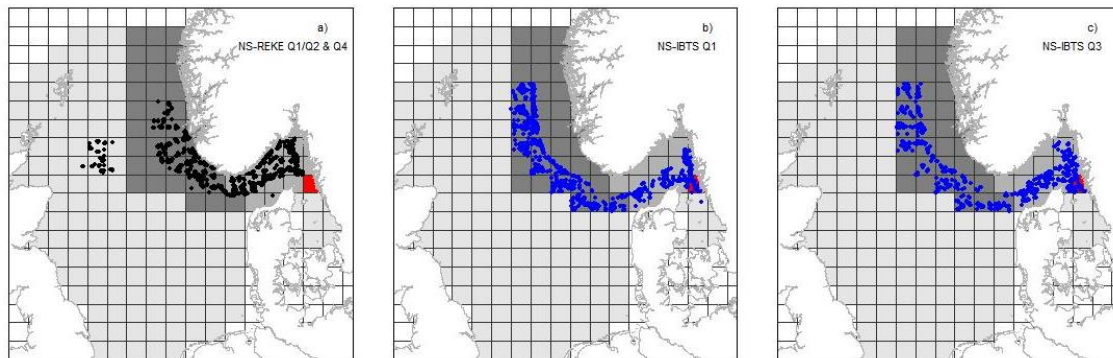 a)
NS-REKE Q1/Q2 & Q4
b)
NS-IBTS Q1
c)
NS-IBTS Q3